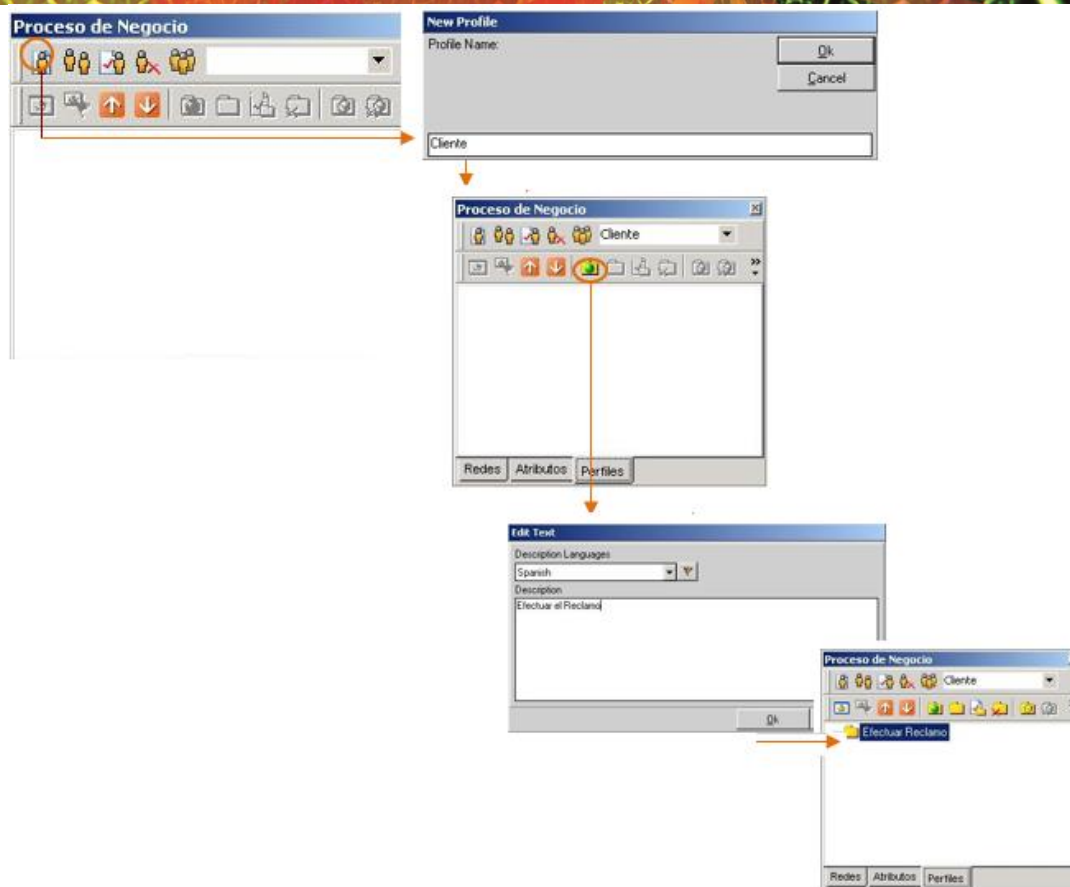 Proceso de Negocio
New Profile
Profile Name:
Ok
Cancel
Cliente
Proceso de Negocio
Cliente
Redes Atributos Perfiles
Edit Text
Description Languages
Spanish
Description
Efectuar el Reclamo
Ok
Proceso de Negocio
Cliente
Efectuar Reclamo
Redes Atributos Perfiles